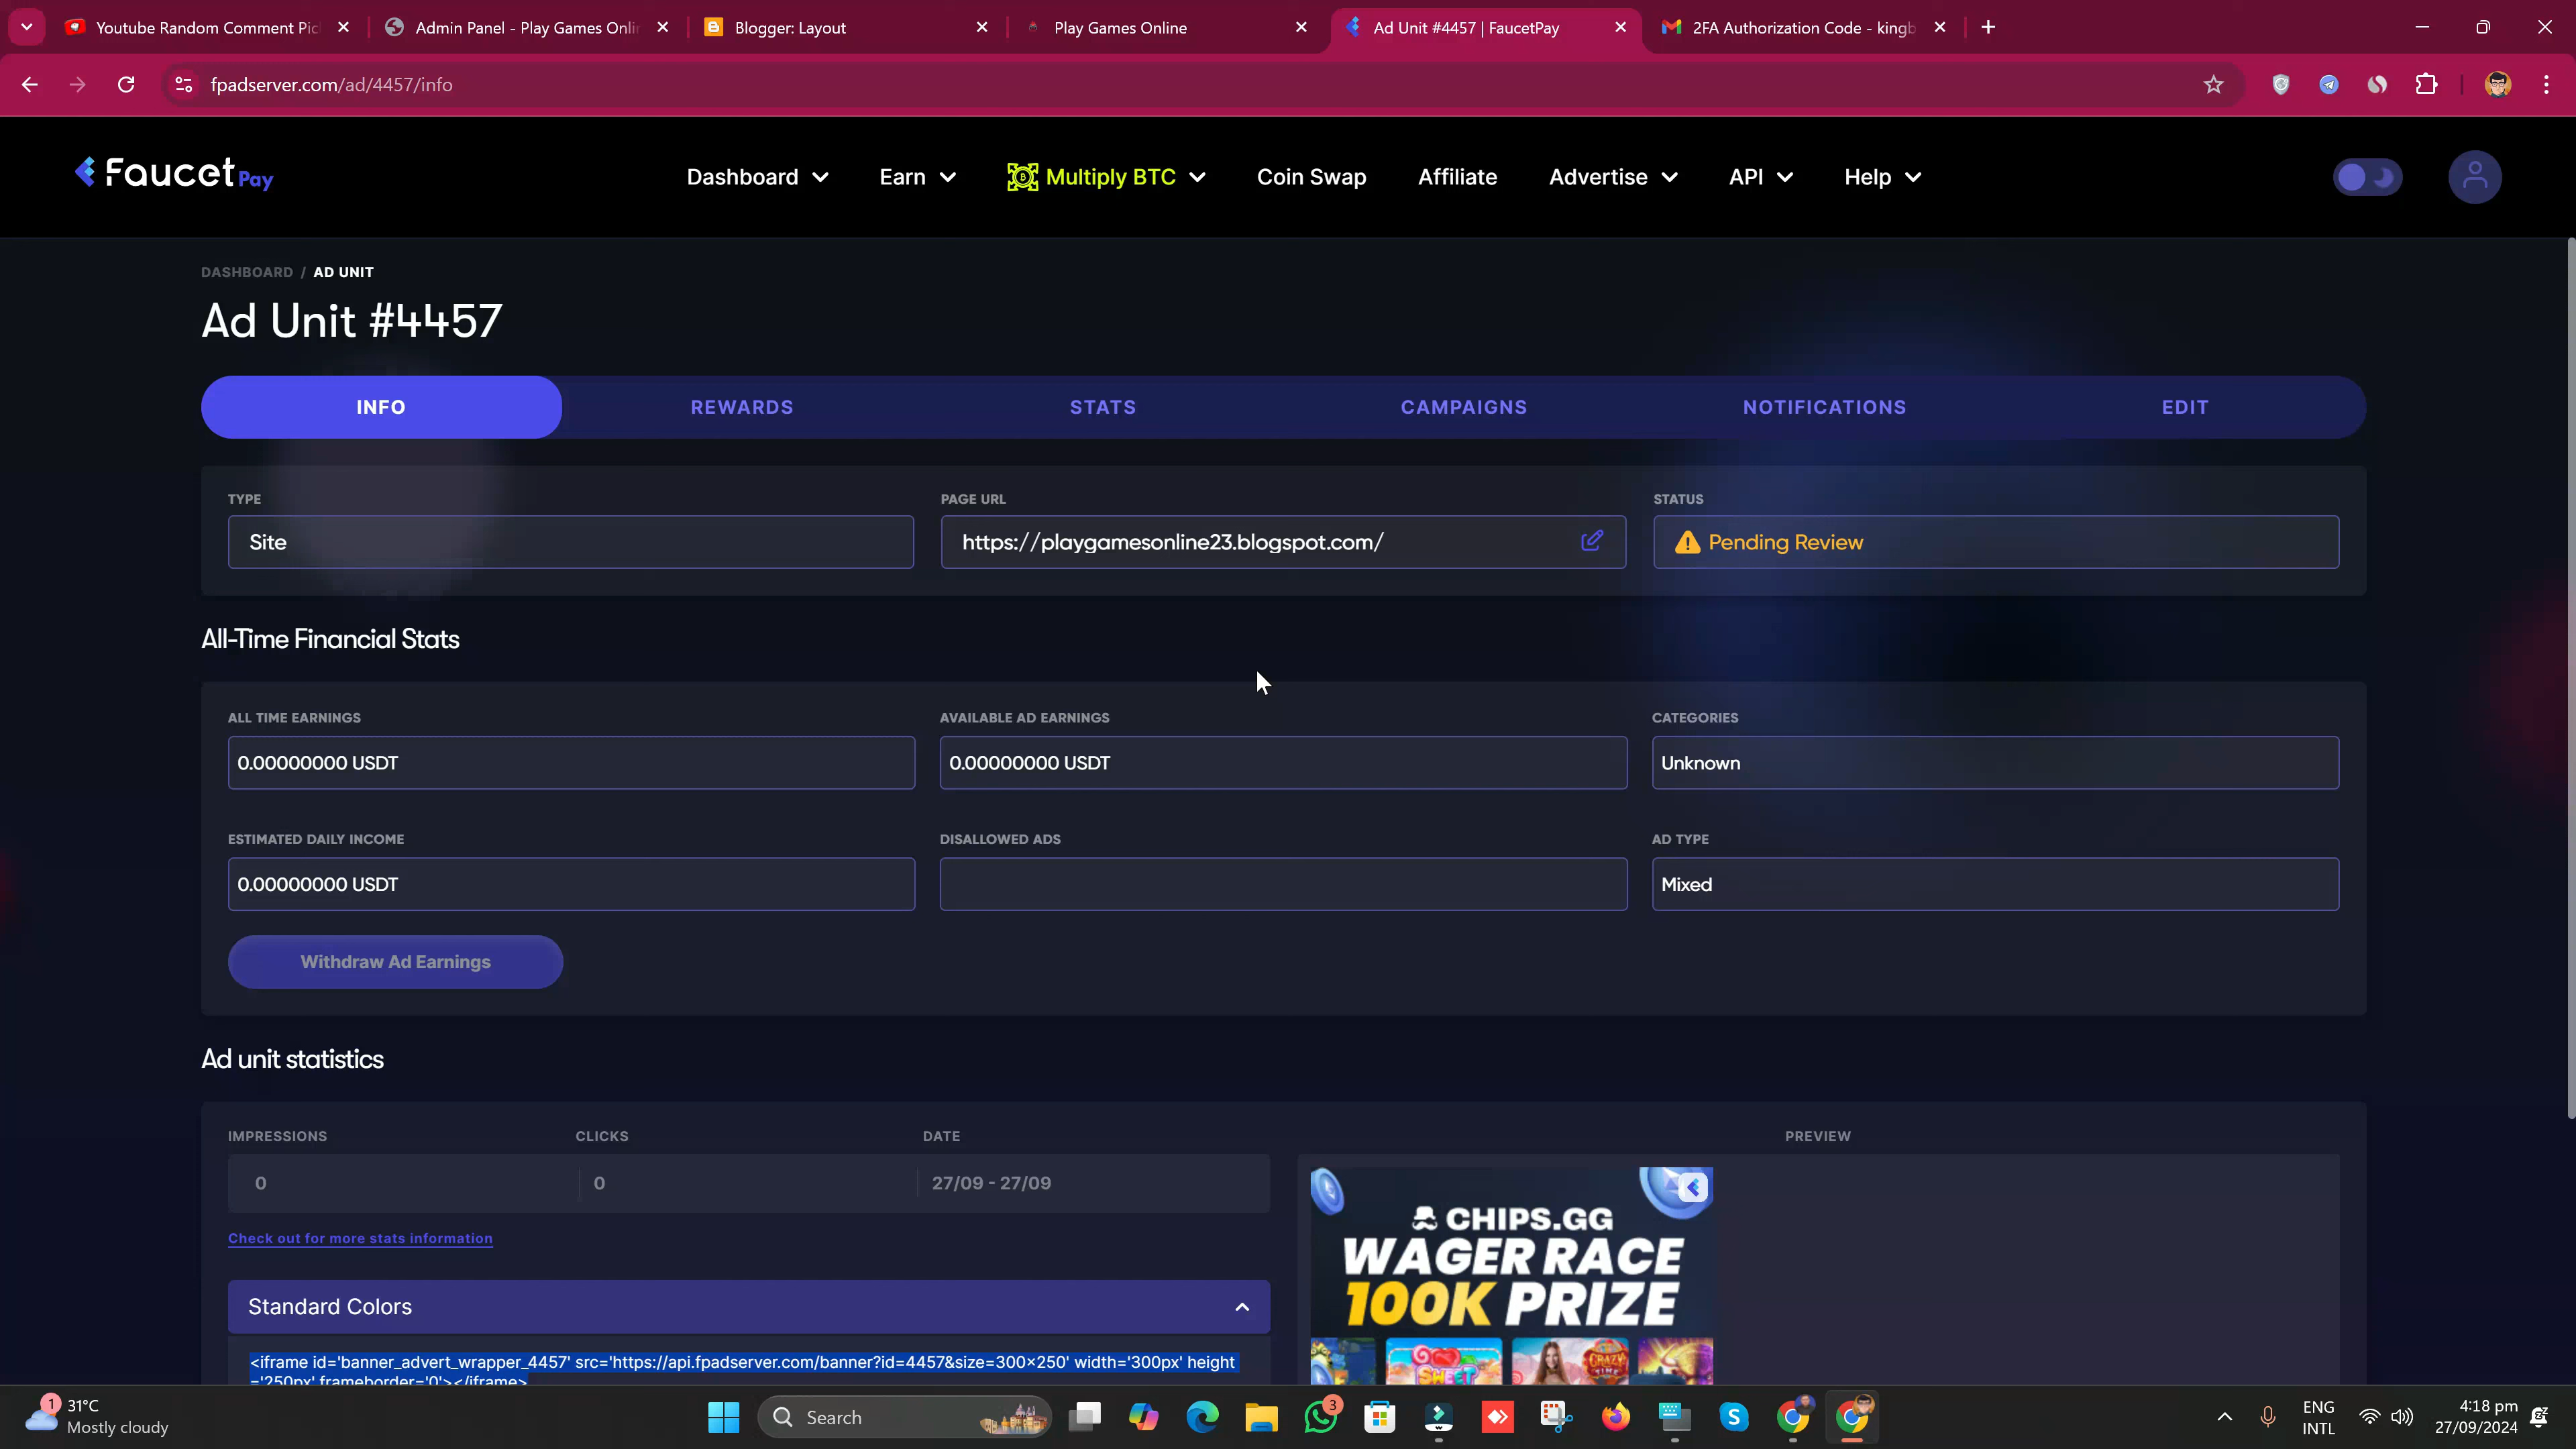 Youtube Random Comment Pic
Admin Panel - Play Games Onlin
Blogger: Layout
Play Games Online
Ad Unit #4457 | FaucetPay
2FA Authorization Code - kingb
fpadserver.com/ad/4457/info
FaucetPay
Dashboard
Earn
Multiply BTC
Coin Swap
Affiliate
Advertise
API
Help
DASHBOARD / AD UNIT
Ad Unit #4457
INFO
REWARDS
STATS
CAMPAIGNS
NOTIFICATIONS
EDIT
TYPE
PAGE URL
STATUS
Site
https://playgamesonline23.blogspot.com/
Pending Review
All-Time Financial Stats
ALL TIME EARNINGS
AVAILABLE AD EARNINGS
CATEGORIES
0.00000000 USDT
0.00000000 USDT
Unknown
ESTIMATED DAILY INCOME
DISALLOWED ADS
AD TYPE
0.00000000 USDT
Mixed
Withdraw Ad Earnings
Ad unit statistics
IMPRESSIONS
CLICKS
DATE
PREVIEW
0
0
27/09 - 27/09
Check out for more stats information
CHIPS.GG
WAGER RACE
100K PRIZE
Standard Colors
SWEET
CRAZY
TIME
<iframe id='banner_advert_wrapper_4457' src='https://api.fpadserver.com/banner?id=4457&size=300x250' width='300px' height
='250px' frameborder='0'></iframe>
1
31°C
Mostly cloudy
Search
3
ENG
INTL
4:18 pm
27/09/2024